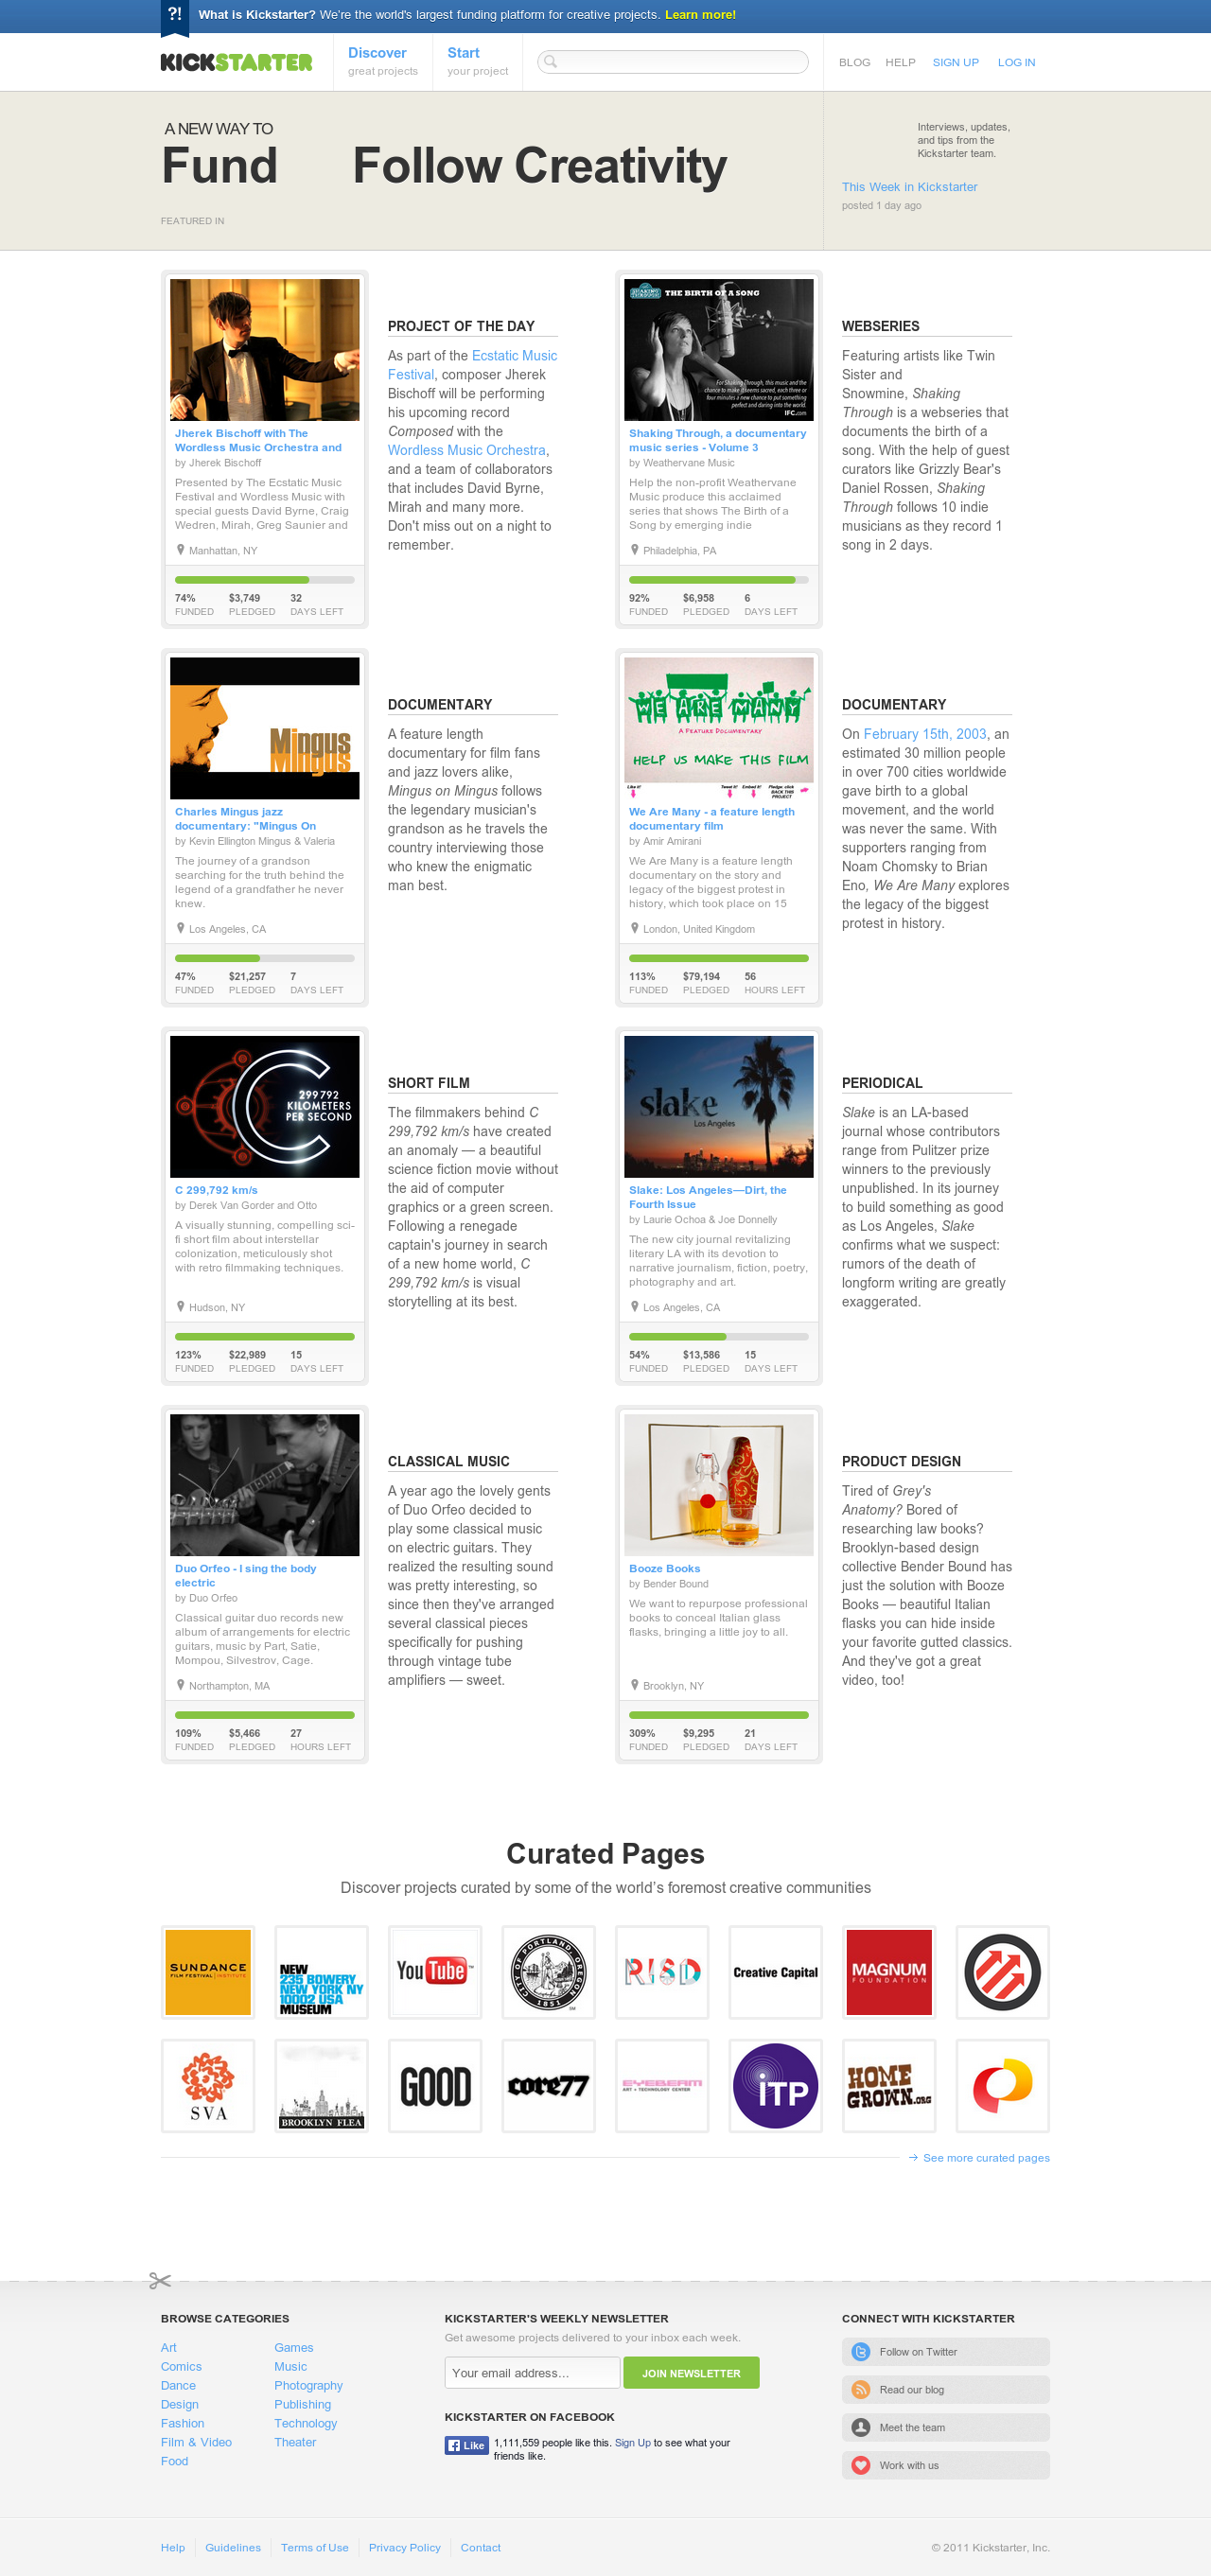 ?! What is Kickstarter? We're the world's largest funding platform for creative projects. Learn more!
KICKSTARTER
Discover
great projects
Start
your project
BLOG HELP SIGN UP LOG IN
A NEW WAY TO
Fund Follow Creativity
FEATURED IN
Interviews, updates,
and tips from the
Kickstarter team.
This Week in Kickstarter
posted 1 day ago
Jherek Bischoff with The
Wordless Music Orchestra and
by Jherek Bischoff
Presented by The Ecstatic Music
Festival and Wordless Music with
special guests David Byrne, Craig
Wedren, Mirah, Greg Saunier and
Manhattan, NY
74% $3,749 32
FUNDED PLEDGED DAYS LEFT
PROJECT OF THE DAY
As part of the Ecstatic Music
Festival, composer Jherek
Bischoff will be performing
his upcoming record
Composed with the
Wordless Music Orchestra,
and a team of collaborators
that includes David Byrne,
Mirah and many more.
Don't miss out on a night to
remember.
SHAKING THROUGH
THE BIRTH OF A SONG
For Shaking Through, this music and the
chance to make it seems sacred, each three or
four minutes a new chance to put something
perfect and daring into the world.
IFC.com
Shaking Through, a documentary
music series - Volume 3
by Weathervane Music
Help the non-profit Weathervane
Music produce this acclaimed
series that shows The Birth of a
Song by emerging indie
Philadelphia, PA
92% $6,958 6
FUNDED PLEDGED DAYS LEFT
WEBSERIES
Featuring artists like Twin
Sister and
Snowmine, Shaking
Through is a webseries that
documents the birth of a
song. With the help of guest
curators like Grizzly Bear's
Daniel Rossen, Shaking
Through follows 10 indie
musicians as they record 1
song in 2 days.
Mingus
Mingus
Charles Mingus jazz
documentary: "Mingus On
by Kevin Ellington Mingus & Valeria
The journey of a grandson
searching for the truth behind the
legend of a grandfather he never
knew.
Los Angeles, CA
47% $21,257 7
FUNDED PLEDGED DAYS LEFT
DOCUMENTARY
A feature length
documentary for film fans
and jazz lovers alike,
Mingus on Mingus follows
the legendary musician's
grandson as he travels the
country interviewing those
who knew the enigmatic
man best.
WE ARE MANY
A FEATURE DOCUMENTARY
HELP US MAKE THIS FILM
Like it! Tweet it! Embed it! Pledge: click
BACK THIS
PROJECT
We Are Many - a feature length
documentary film
by Amir Amirani
We Are Many is a feature length
documentary on the story and
legacy of the biggest protest in
history, which took place on 15
London, United Kingdom
113% $79,194 56
FUNDED PLEDGED HOURS LEFT
DOCUMENTARY
On February 15th, 2003, an
estimated 30 million people
in over 700 cities worldwide
gave birth to a global
movement, and the world
was never the same. With
supporters ranging from
Noam Chomsky to Brian
Eno, We Are Many explores
the legacy of the biggest
protest in history.
C
299 792
KILOMETERS
PER SECOND
C 299,792 km/s
by Derek Van Gorder and Otto
A visually stunning, compelling sci-
fi short film about interstellar
colonization, meticulously shot
with retro filmmaking techniques.
Hudson, NY
123% $22,989 15
FUNDED PLEDGED DAYS LEFT
SHORT FILM
The filmmakers behind C
299,792 km/s have created
an anomaly — a beautiful
science fiction movie without
the aid of computer
graphics or a green screen.
Following a renegade
captain's journey in search
of a new home world, C
299,792 km/s is visual
storytelling at its best.
slake
Los Angeles
Slake: Los Angeles—Dirt, the
Fourth Issue
by Laurie Ochoa & Joe Donnelly
The new city journal revitalizing
literary LA with its devotion to
narrative journalism, fiction, poetry,
photography and art.
Los Angeles, CA
54% $13,586 15
FUNDED PLEDGED DAYS LEFT
PERIODICAL
Slake is an LA-based
journal whose contributors
range from Pulitzer prize
winners to the previously
unpublished. In its journey
to build something as good
as Los Angeles, Slake
confirms what we suspect:
rumors of the death of
longform writing are greatly
exaggerated.
Duo Orfeo - I sing the body
electric
by Duo Orfeo
Classical guitar duo records new
album of arrangements for electric
guitars, music by Part, Satie,
Mompou, Silvestrov, Cage.
Northampton, MA
109% $5,466 27
FUNDED PLEDGED HOURS LEFT
CLASSICAL MUSIC
A year ago the lovely gents
of Duo Orfeo decided to
play some classical music
on electric guitars. They
realized the resulting sound
was pretty interesting, so
since then they've arranged
several classical pieces
specifically for pushing
through vintage tube
amplifiers — sweet.
Booze Books
by Bender Bound
We want to repurpose professional
books to conceal Italian glass
flasks, bringing a little joy to all.
Brooklyn, NY
309% $9,295 21
FUNDED PLEDGED DAYS LEFT
PRODUCT DESIGN
Tired of Grey's
Anatomy? Bored of
researching law books?
Brooklyn-based design
collective Bender Bound has
just the solution with Booze
Books — beautiful Italian
flasks you can hide inside
your favorite gutted classics.
And they've got a great
video, too!
Curated Pages
Discover projects curated by some of the world's foremost creative communities
SUNDANCE
FILM FESTIVAL INSTITUTE
NEW
235 BOWERY
NEW YORK NY
10002 USA
MUSEUM
YouTube
CITY OF PORTLAND, OREGON
1851
RISD
Creative Capital
MAGNUM
FOUNDATION
SVA
BROOKLYN FLEA
GOOD
core77
EYEBEAM
ART + TECHNOLOGY CENTER
iTP
HOME
GROWN.ORG
See more curated pages
BROWSE CATEGORIES
Art
Comics
Dance
Design
Fashion
Film & Video
Food
Games
Music
Photography
Publishing
Technology
Theater
KICKSTARTER'S WEEKLY NEWSLETTER
Get awesome projects delivered to your inbox each week.
Your email address...
JOIN NEWSLETTER
KICKSTARTER ON FACEBOOK
Like 1,111,559 people like this. Sign Up to see what your
friends like.
CONNECT WITH KICKSTARTER
Follow on Twitter
Read our blog
Meet the team
Work with us
Help Guidelines Terms of Use Privacy Policy Contact
© 2011 Kickstarter, Inc.